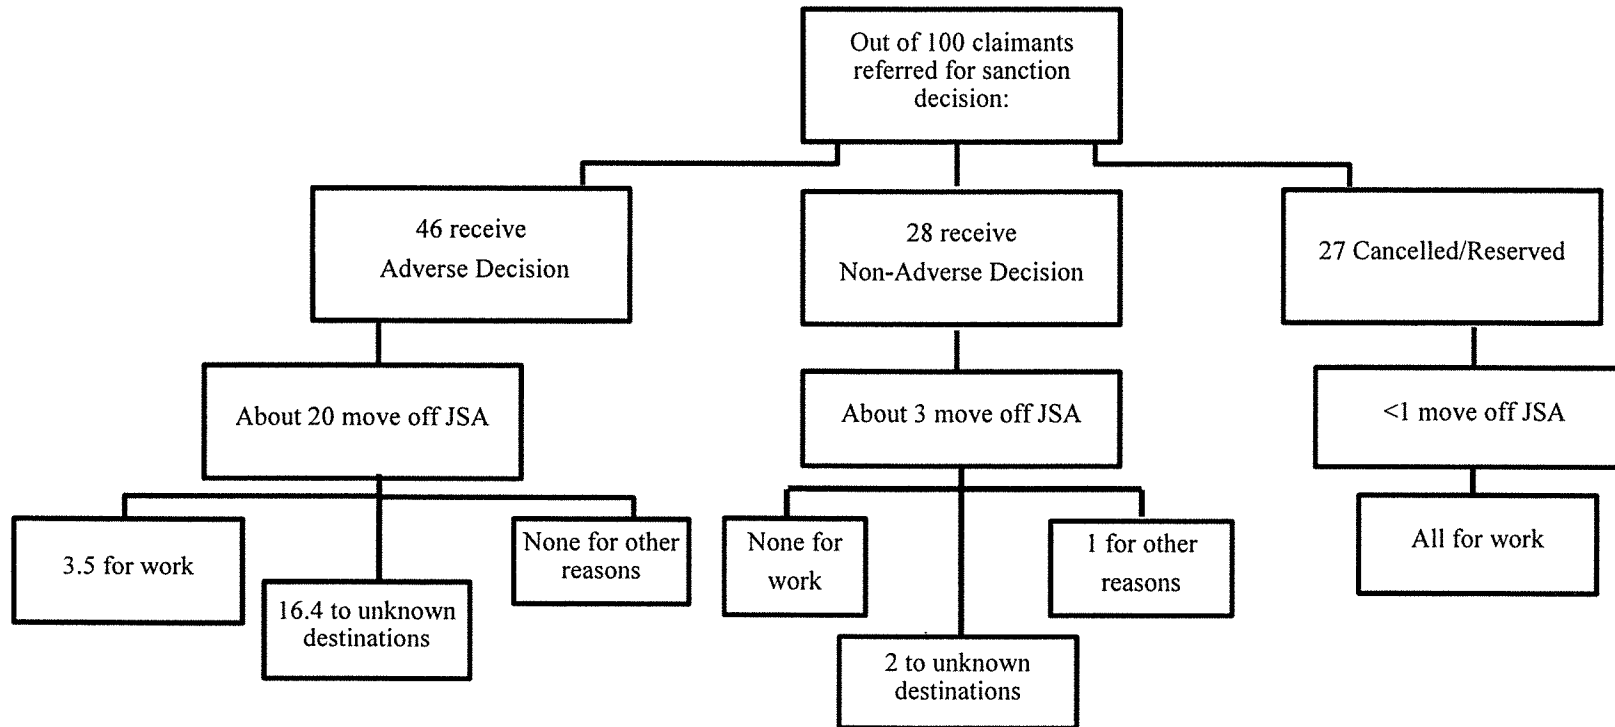 Out of 100 claimants
referred for sanction
decision:
46 receive
Adverse Decision
28 receive
Non-Adverse Decision
27 Cancelled/Reserved
About 20 move off JSA
About 3 move off JSA
<1 move off JSA
3.5 for work
16.4 to unknown
destinations
None for other
reasons
None for
work
2 to unknown
destinations
1 for other
reasons
All for work